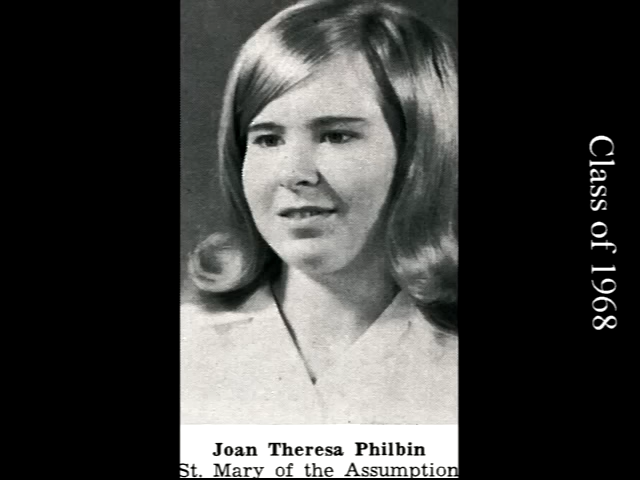 Joan Theresa Philbin
St. Mary of the Assumption
Class of 1968